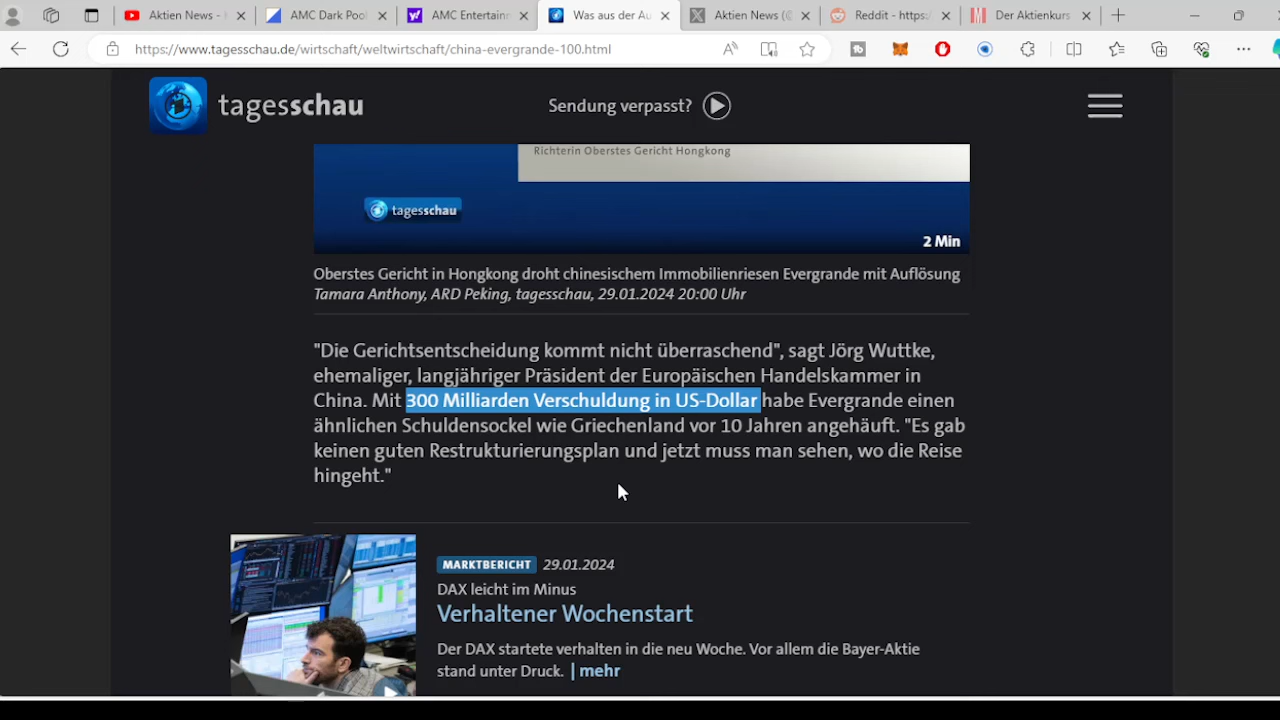 Aktien News -
AMC Dark Poo
AMC Entertain
Was aus der Au
Aktien News (@
Reddit - https:/
Der Aktienkurs
https://www.tagesschau.de/wirtschaft/weltwirtschaft/china-evergrande-100.html
tagesschau
Sendung verpasst?
Richterin Oberstes Gericht Hongkong
tagesschau
2 Min
Oberstes Gericht in Hongkong droht chinesischem Immobilienriesen Evergrande mit Auflösung
Tamara Anthony, ARD Peking, tagesschau, 29.01.2024 20:00 Uhr
"Die Gerichtsentscheidung kommt nicht überraschend", sagt Jörg Wuttke,
ehemaliger, langjähriger Präsident der Europäischen Handelskammer in
China. Mit 300 Milliarden Verschuldung in US-Dollar habe Evergrande einen
ähnlichen Schuldensockel wie Griechenland vor 10 Jahren angehäuft. "Es gab
keinen guten Restrukturierungsplan und jetzt muss man sehen, wo die Reise
hingeht."
MARKTBERICHT 29.01.2024
DAX leicht im Minus
Verhaltener Wochenstart
Der DAX startete verhalten in die neu Woche. Vor allem die Bayer-Aktie
stand unter Druck. | mehr